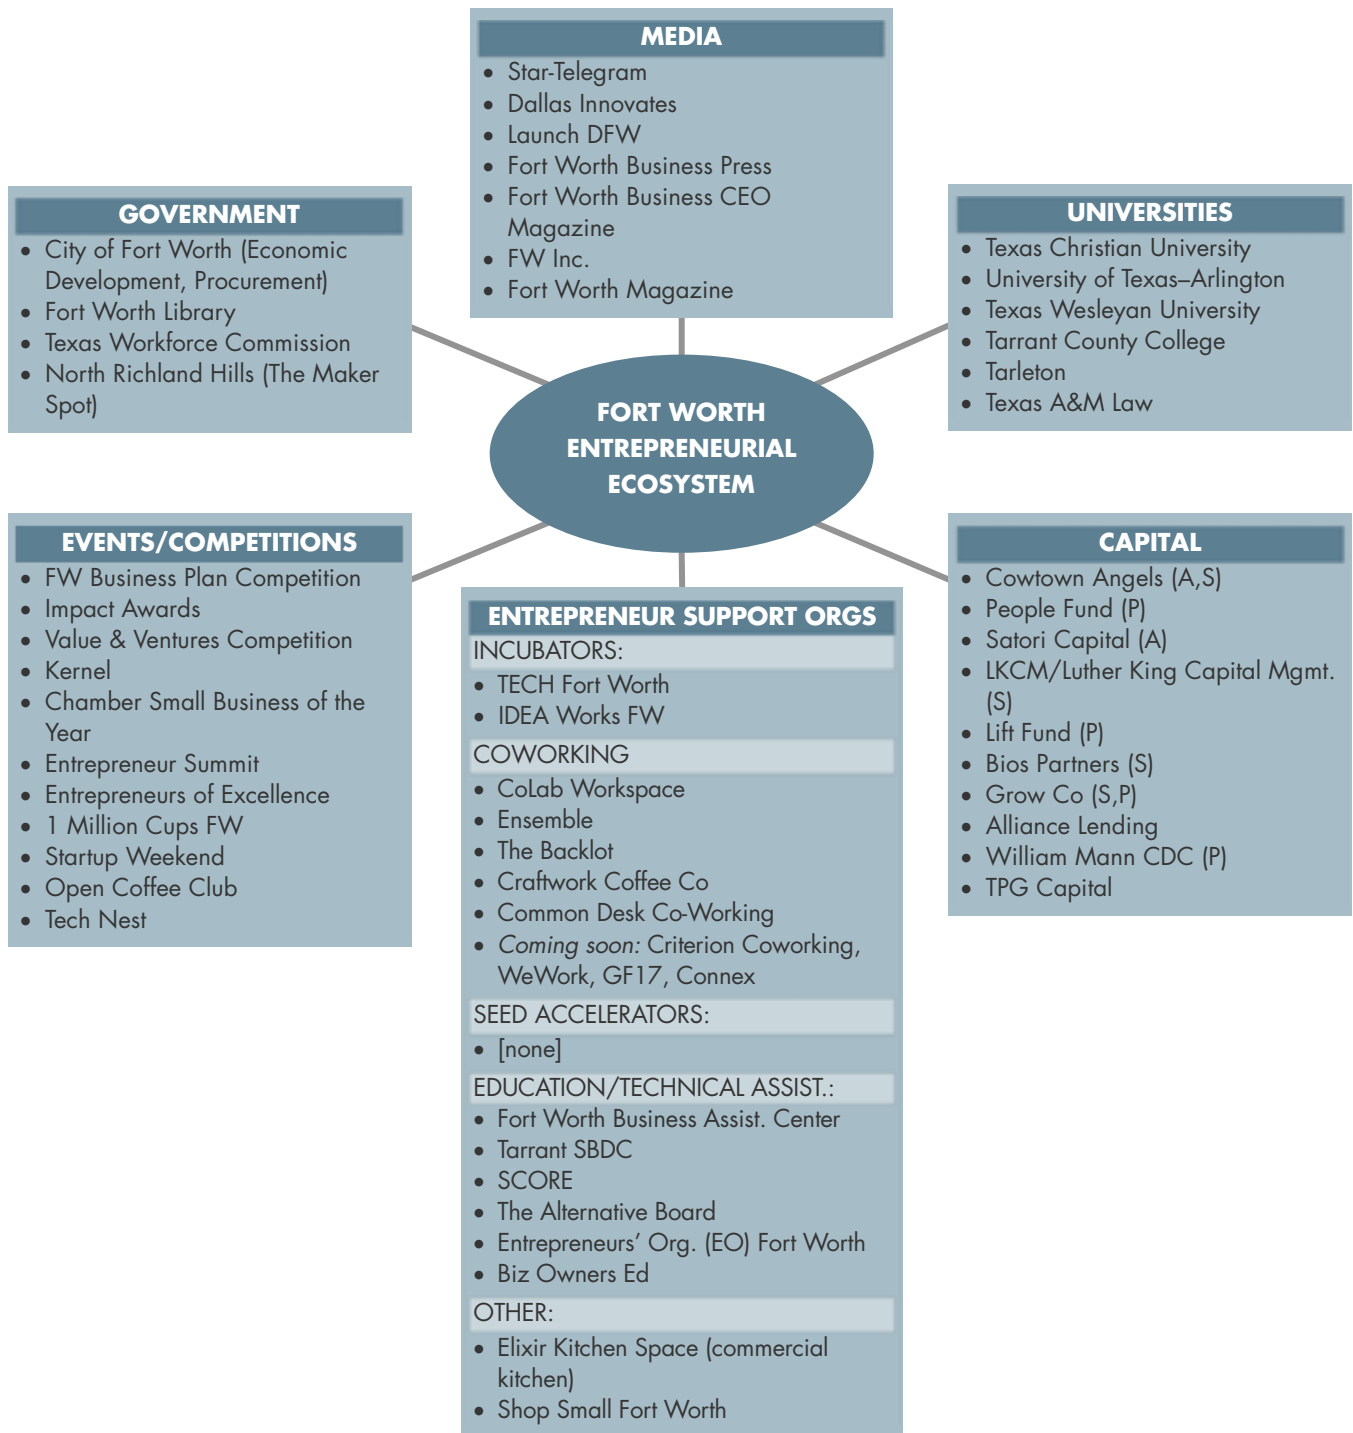 MEDIA
• Star-Telegram
• Dallas Innovates
• Launch DFW
• Fort Worth Business Press
• Fort Worth Business CEO
Magazine
• FW Inc.
• Fort Worth Magazine
GOVERNMENT
• City of Fort Worth (Economic
Development, Procurement)
• Fort Worth Library
• Texas Workforce Commission
• North Richland Hills (The Maker
Spot)
UNIVERSITIES
• Texas Christian University
• University of Texas–Arlington
• Texas Wesleyan University
• Tarrant County College
• Tarleton
• Texas A&M Law
FORT WORTH
ENTREPRENEURIAL
ECOSYSTEM
EVENTS/COMPETITIONS
• FW Business Plan Competition
• Impact Awards
• Value & Ventures Competition
• Kernel
• Chamber Small Business of the
Year
• Entrepreneur Summit
• Entrepreneurs of Excellence
• 1 Million Cups FW
• Startup Weekend
• Open Coffee Club
• Tech Nest
ENTREPRENEUR SUPPORT ORGS
INCUBATORS:
• TECH Fort Worth
• IDEA Works FW
COWORKING
• CoLab Workspace
• Ensemble
• The Backlot
• Craftwork Coffee Co
• Common Desk Co-Working
• Coming soon: Criterion Coworking,
WeWork, GF17, Connex
SEED ACCELERATORS:
• [none]
EDUCATION/TECHNICAL ASSIST.:
• Fort Worth Business Assist. Center
• Tarrant SBDC
• SCORE
• The Alternative Board
• Entrepreneurs’ Org. (EO) Fort Worth
• Biz Owners Ed
OTHER:
• Elixir Kitchen Space (commercial
kitchen)
• Shop Small Fort Worth
CAPITAL
• Cowtown Angels (A,S)
• People Fund (P)
• Satori Capital (A)
• LKCM/Luther King Capital Mgmt.
(S)
• Lift Fund (P)
• Bios Partners (S)
• Grow Co (S,P)
• Alliance Lending
• William Mann CDC (P)
• TPG Capital